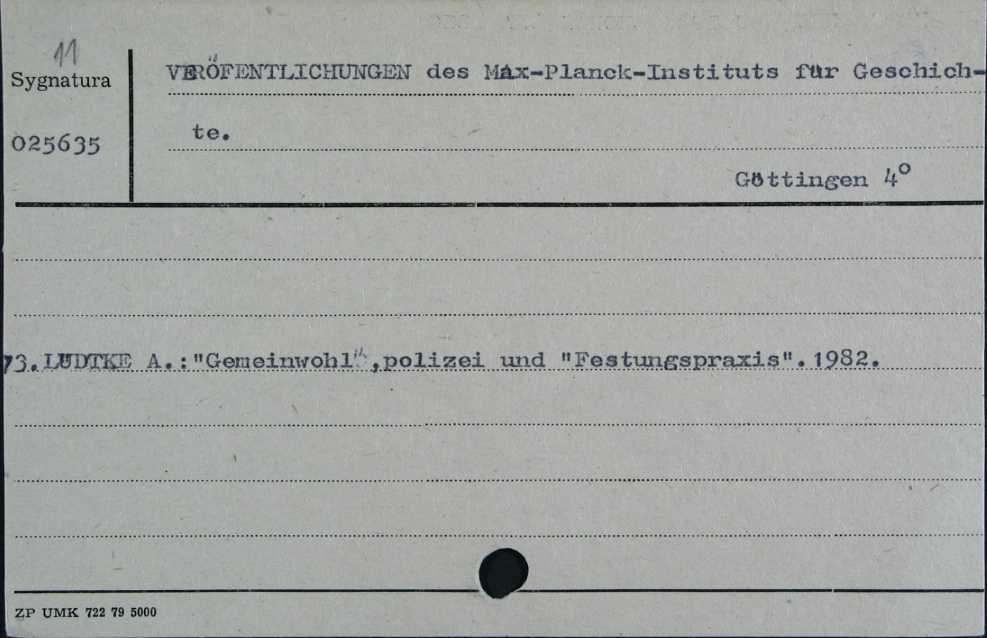 11
Sygnatura
VERÖFENTLICHUNGEN des Max-Planck-Instituts für Geschich-
025635
te.
Göttingen 4°
73. LUDTKE A.:"Gemeinwohl",polizei und "Festungspraxis".1982.
ZP UMK 722 79 5000